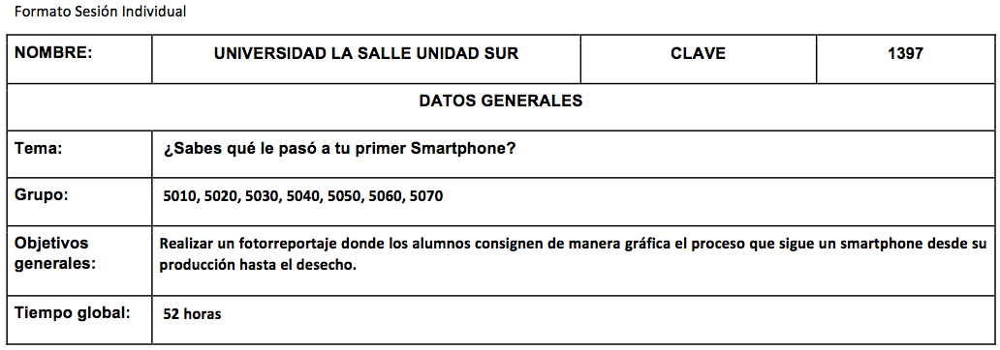 Formato Sesión Individual
NOMBRE: UNIVERSIDAD LA SALLE UNIDAD SUR CLAVE 1397
DATOS GENERALES
Tema: ¿Sabes qué le pasó a tu primer Smartphone?
Grupo: 5010, 5020, 5030, 5040, 5050, 5060, 5070
Objetivos generales: Realizar un fotorreportaje donde los alumnos consignen de manera gráfica el proceso que sigue un smartphone desde su
producción hasta el desecho.
Tiempo global: 52 horas